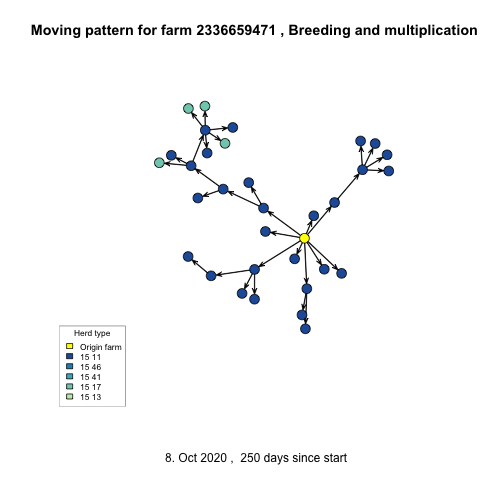 Moving pattern for farm 2336659471 , Breeding and multiplication
Herd type
Origin farm
15 11
15 46
15 41
15 17
15 13
8. Oct 2020 ,  250 days since start